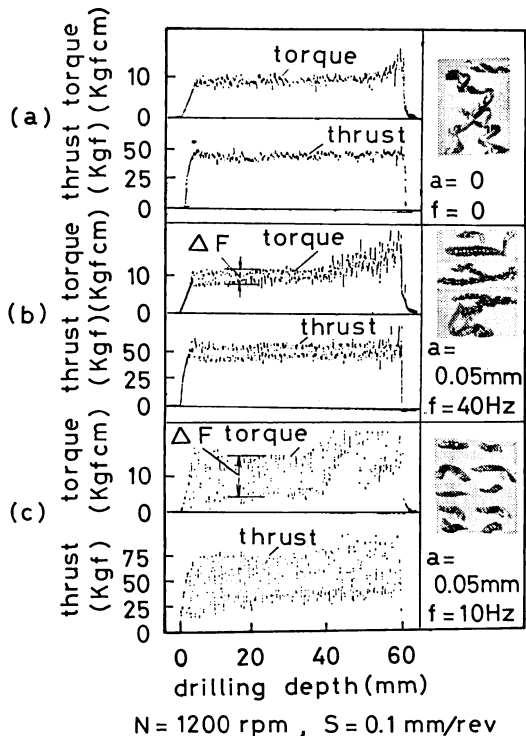 (a)
torque
(Kgfcm)
10
0
torque
thrust
(Kgf)
50
25
0
thrust
a = 0
f = 0
(b)
torque
(Kgfcm)
10
0
ΔF
torque
thrust
(Kgf)
50
25
0
thrust
a =
0.05mm
f = 40Hz
(c)
torque
(Kgfcm)
10
0
ΔF torque
thrust
(Kgf)
75
50
25
0
thrust
a =
0.05mm
f = 10Hz
0 20 40 60
drilling depth(mm)
N = 1200 rpm , S = 0.1 mm/rev